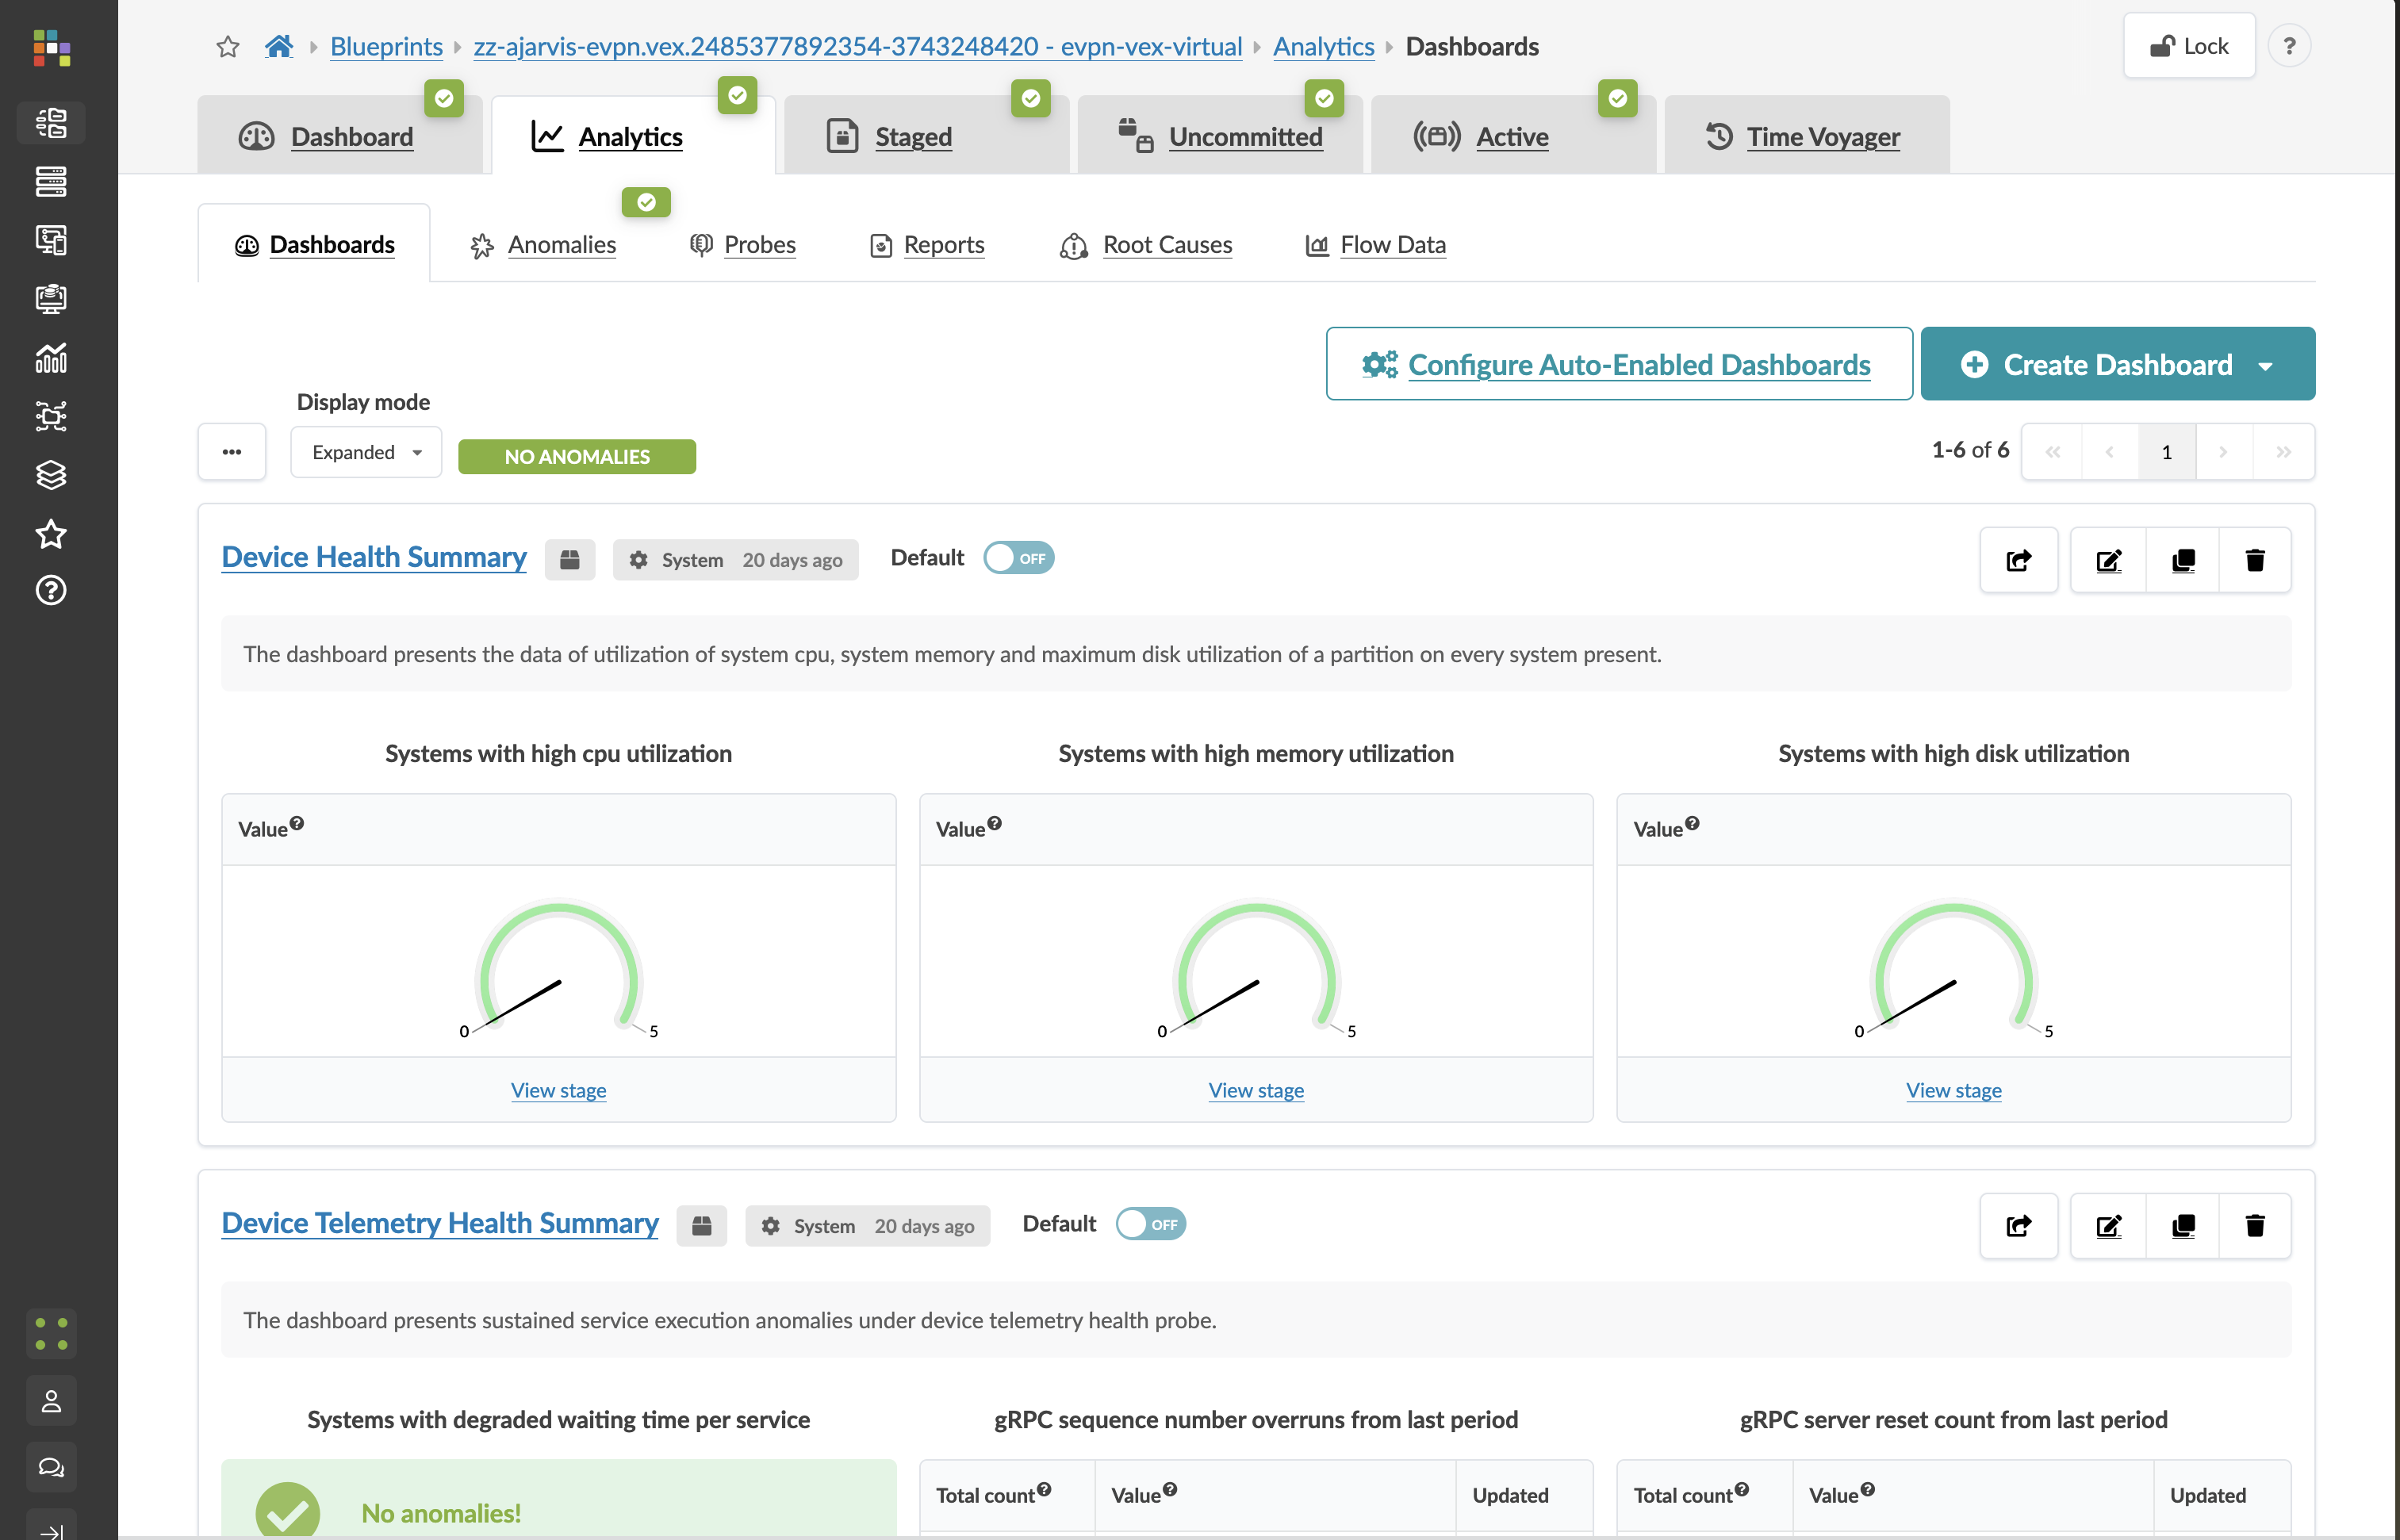 Blueprints zz-ajarvis-evpn.vex.2485377892354-3743248420 - evpn-vex-virtual Analytics Dashboards
Lock ?
Dashboard Analytics Staged Uncommitted Active Time Voyager
Dashboards Anomalies Probes Reports Root Causes Flow Data
Configure Auto-Enabled Dashboards Create Dashboard
Display mode
Expanded NO ANOMALIES 1-6 of 6 « ‹ 1 › »
Device Health Summary System 20 days ago Default OFF
The dashboard presents the data of utilization of system cpu, system memory and maximum disk utilization of a partition on every system present.
Systems with high cpu utilization Systems with high memory utilization Systems with high disk utilization
Value? Value? Value?
0 5 0 5 0 5
View stage View stage View stage
Device Telemetry Health Summary System 20 days ago Default OFF
The dashboard presents sustained service execution anomalies under device telemetry health probe.
Systems with degraded waiting time per service gRPC sequence number overruns from last period gRPC server reset count from last period
Total count? Value? Updated Total count? Value? Updated
No anomalies!